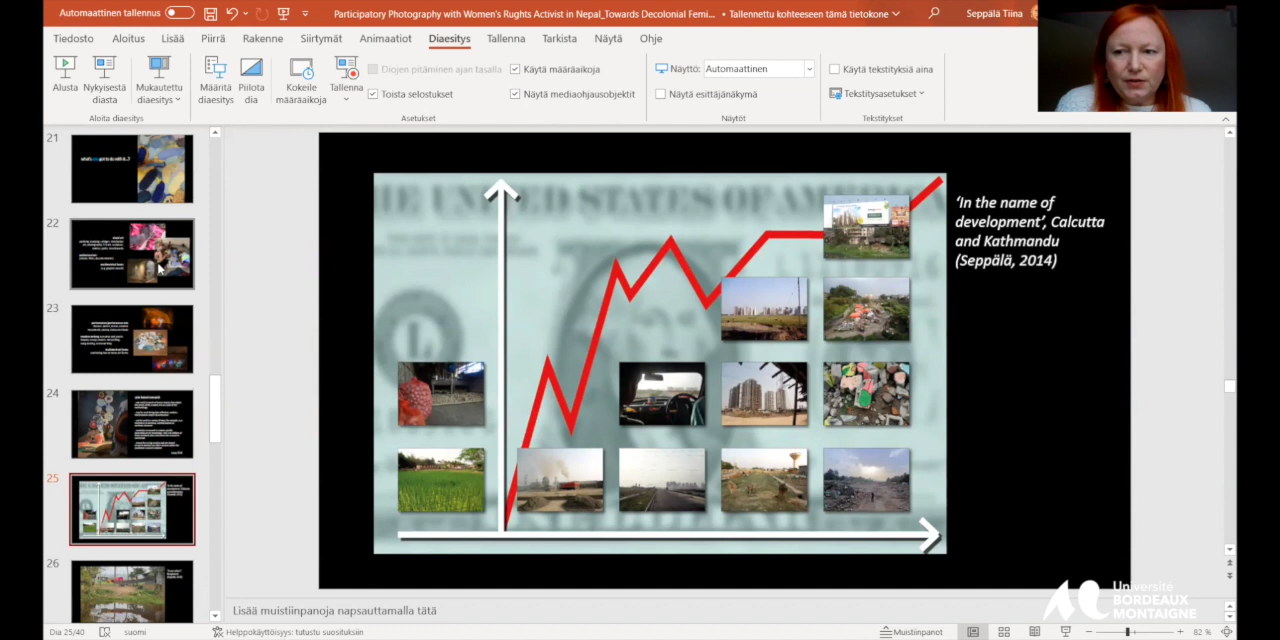 Automaattinen tallennus
Participatory Photography with Women's Rughts Activist in Nepal_Towards Decolonial Femi... • Tallennettu kohteeseen tämä tietokone
Seppälä Tiina
Tiedosto Aloitus Lisää Piirrä Rakenne Siirtymät Animaatiot Diaesitys Tallenna Tarkista Näytä Ohje
Alusta
Nykyisestä diasta
Mukautettu diaesitys
Määritä diaesitys
Piilota dia
Kokeile määräaikoja
Tallenna
Diojen pitäminen ajan tasalla
Toista selostukset
Käytä määräaikoja
Näytä mediaohjausobjektit
Näyttö: Automaattinen
Näytä esittäjänäkymä
Käytä tekstityksiä aina
Tekstitysasetukset
Aloita diaesitys
Asetukset
Näytöt
Tekstitykset
21
22
23
24
25
26
THE UNITED STATES OF AMERICA
'In the name of
development', Calcutta
and Kathmandu
(Seppälä, 2014)
Université
BORDEAUX
MONTAIGNE
Lisää muistiinpanoja napsauttamalla tätä
Dia 25/40 suomi Helppokäyttöisyys: tutustu suosituksiin Muistiinpanot 82 %